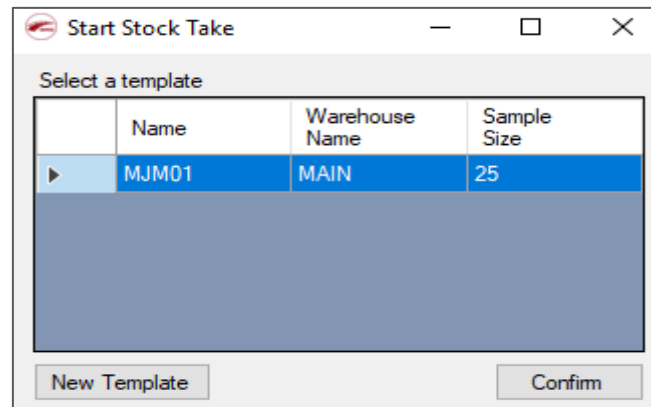 Start Stock Take
Select a template
Name Warehouse Name Sample Size
MJM01 MAIN 25
New Template Confirm